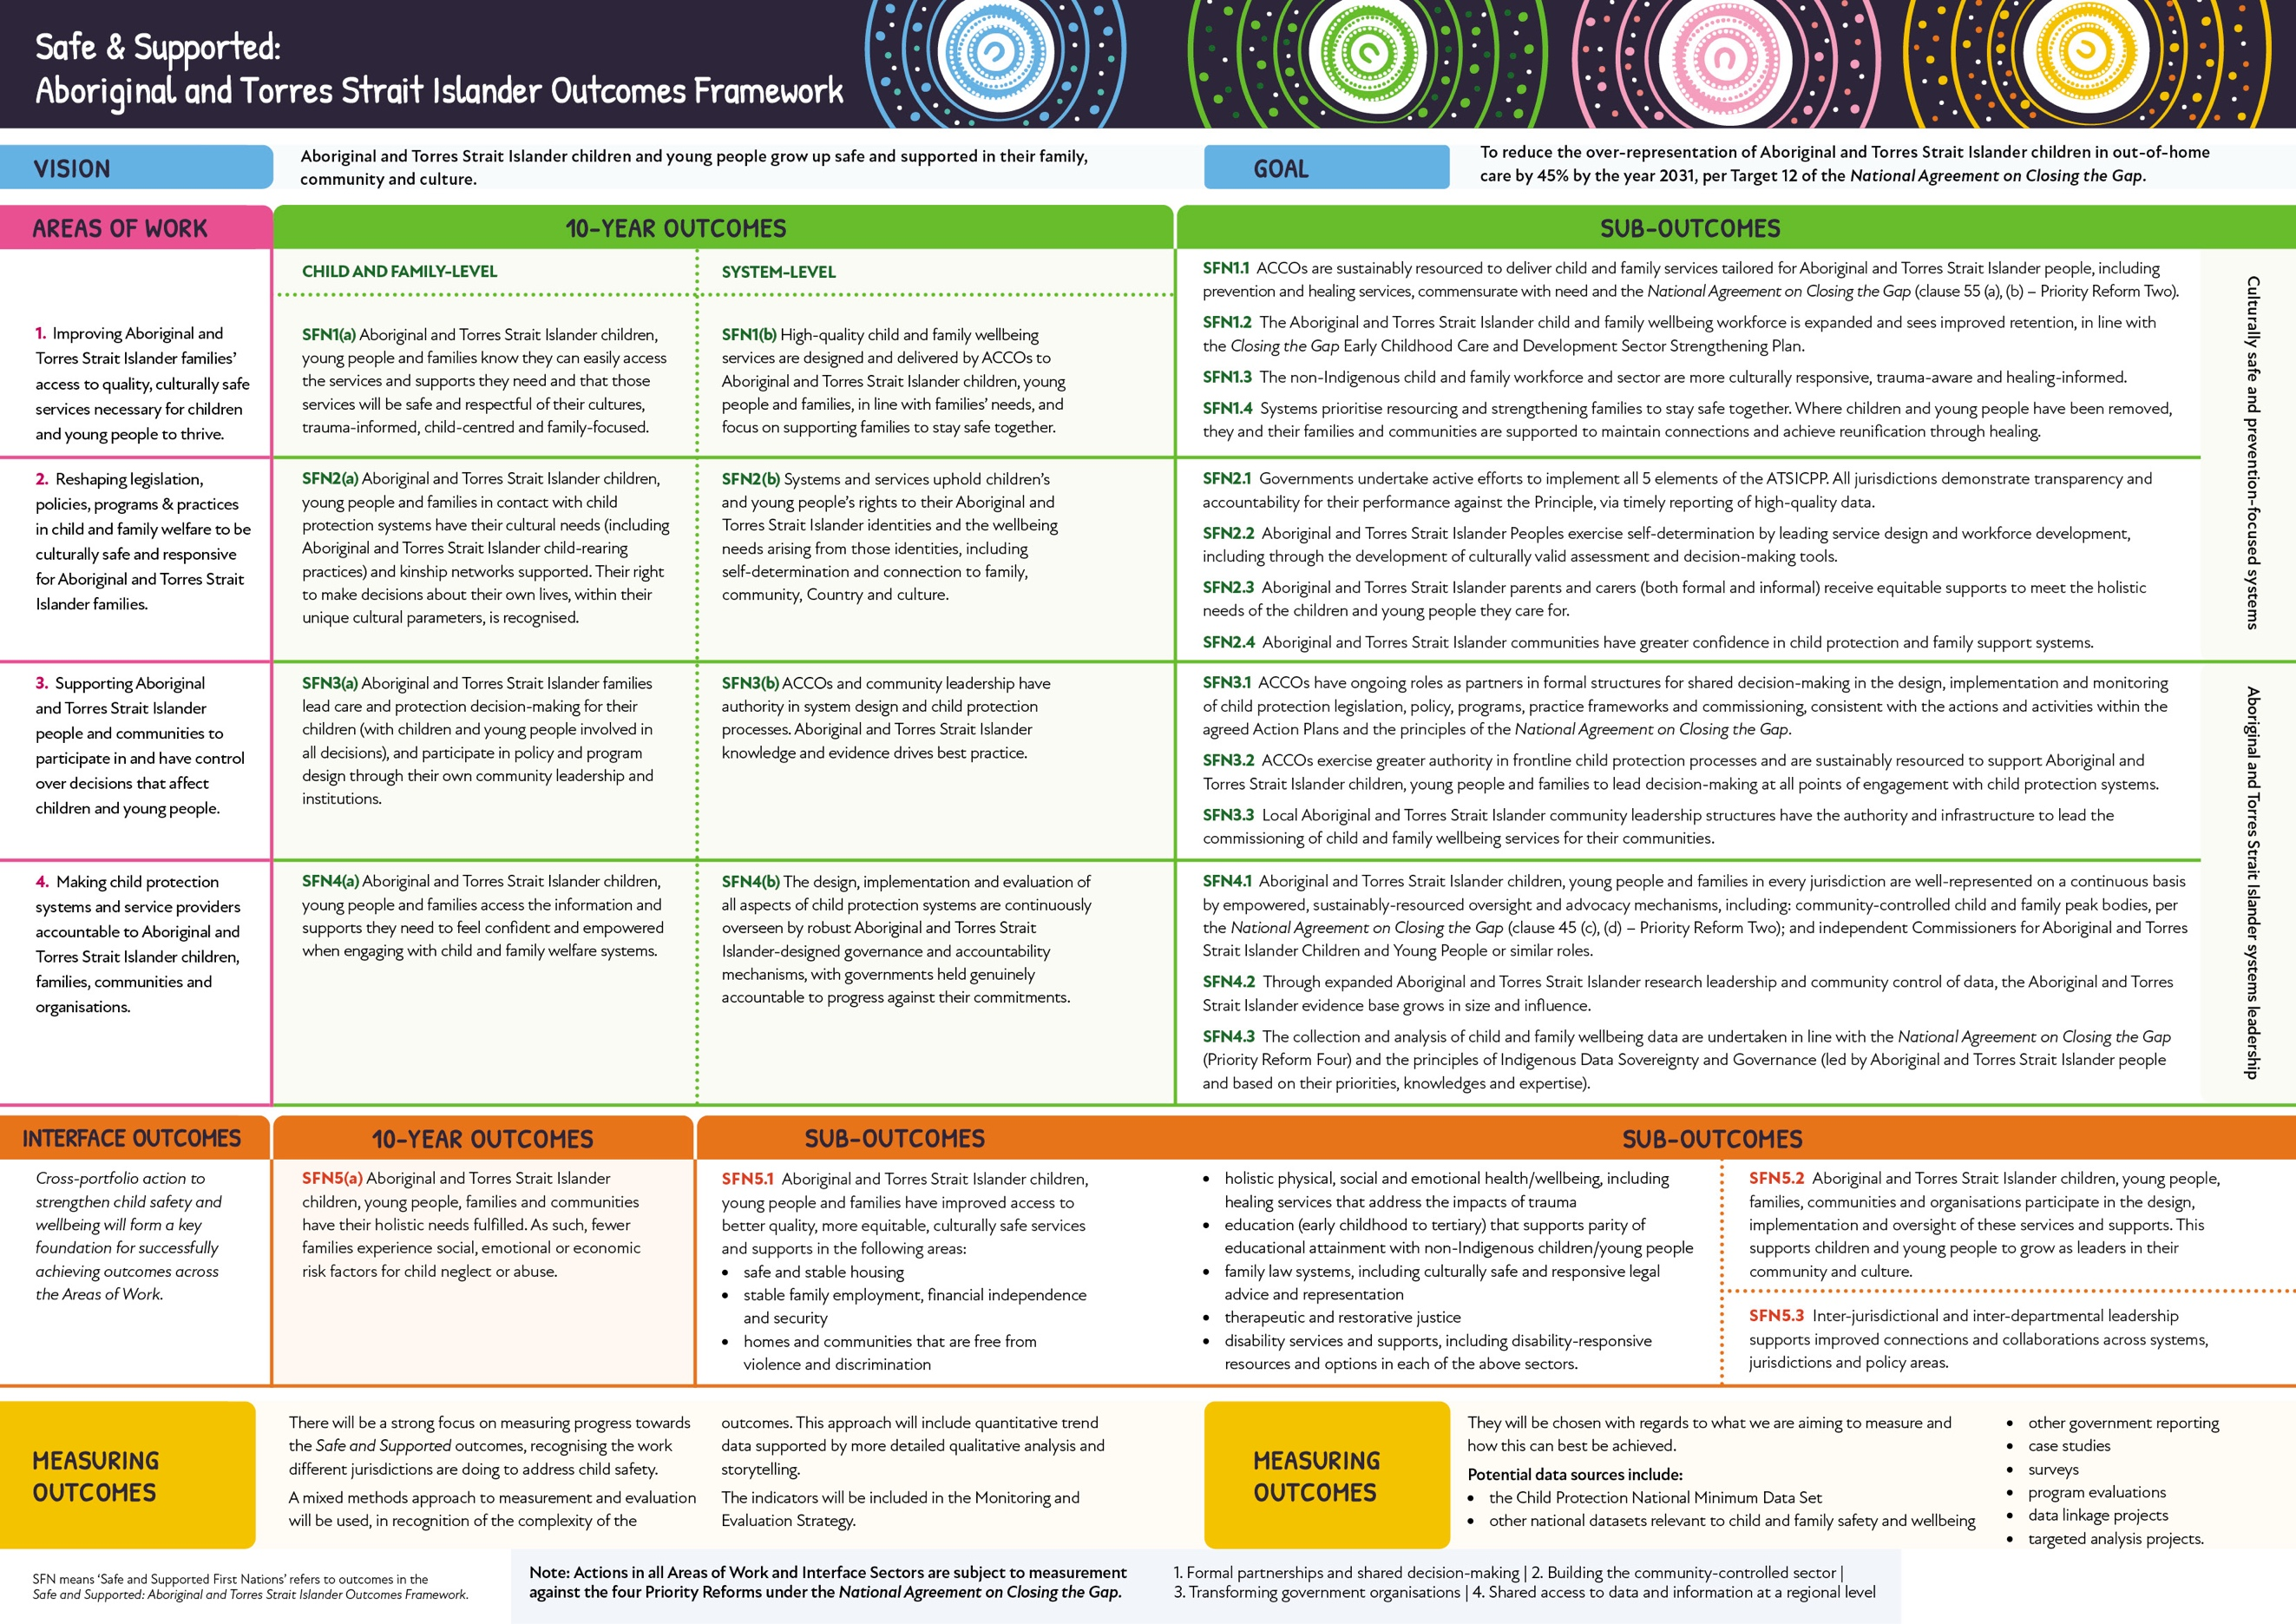 Safe & Supported:
Aboriginal and Torres Strait Islander Outcomes Framework
VISION
Aboriginal and Torres Strait Islander children and young people grow up safe and supported in their family,
community and culture.
GOAL
To reduce the over-representation of Aboriginal and Torres Strait Islander children in out-of-home
care by 45% by the year 2031, per Target 12 of the National Agreement on Closing the Gap.
AREAS OF WORK
10-YEAR OUTCOMES
SUB-OUTCOMES
CHILD AND FAMILY-LEVEL
SYSTEM-LEVEL
1. Improving Aboriginal and
Torres Strait Islander families’
access to quality, culturally safe
services necessary for children
and young people to thrive.
SFN1(a) Aboriginal and Torres Strait Islander children,
young people and families know they can easily access
the services and supports they need and that those
services will be safe and respectful of their cultures,
trauma-informed, child-centred and family-focused.
SFN1(b) High-quality child and family wellbeing
services are designed and delivered by ACCOs to
Aboriginal and Torres Strait Islander children, young
people and families, in line with families’ needs, and
focus on supporting families to stay safe together.
SFN1.1 ACCOs are sustainably resourced to deliver child and family services tailored for Aboriginal and Torres Strait Islander people, including
prevention and healing services, commensurate with need and the National Agreement on Closing the Gap (clause 55 (a), (b) – Priority Reform Two).
SFN1.2 The Aboriginal and Torres Strait Islander child and family wellbeing workforce is expanded and sees improved retention, in line with
the Closing the Gap Early Childhood Care and Development Sector Strengthening Plan.
SFN1.3 The non-Indigenous child and family workforce and sector are more culturally responsive, trauma-aware and healing-informed.
SFN1.4 Systems prioritise resourcing and strengthening families to stay safe together. Where children and young people have been removed,
they and their families and communities are supported to maintain connections and achieve reunification through healing.
Culturally safe and prevention-focused systems
2. Reshaping legislation,
policies, programs & practices
in child and family welfare to be
culturally safe and responsive
for Aboriginal and Torres Strait
Islander families.
SFN2(a) Aboriginal and Torres Strait Islander children,
young people and families in contact with child
protection systems have their cultural needs (including
Aboriginal and Torres Strait Islander child-rearing
practices) and kinship networks supported. Their right
to make decisions about their own lives, within their
unique cultural parameters, is recognised.
SFN2(b) Systems and services uphold children’s
and young people’s rights to their Aboriginal and
Torres Strait Islander identities and the wellbeing
needs arising from those identities, including
self-determination and connection to family,
community, Country and culture.
SFN2.1 Governments undertake active efforts to implement all 5 elements of the ATSICPP. All jurisdictions demonstrate transparency and
accountability for their performance against the Principle, via timely reporting of high-quality data.
SFN2.2 Aboriginal and Torres Strait Islander Peoples exercise self-determination by leading service design and workforce development,
including through the development of culturally valid assessment and decision-making tools.
SFN2.3 Aboriginal and Torres Strait Islander parents and carers (both formal and informal) receive equitable supports to meet the holistic
needs of the children and young people they care for.
SFN2.4 Aboriginal and Torres Strait Islander communities have greater confidence in child protection and family support systems.
3. Supporting Aboriginal
and Torres Strait Islander
people and communities to
participate in and have control
over decisions that affect
children and young people.
SFN3(a) Aboriginal and Torres Strait Islander families
lead care and protection decision-making for their
children (with children and young people involved in
all decisions), and participate in policy and program
design through their own community leadership and
institutions.
SFN3(b) ACCOs and community leadership have
authority in system design and child protection
processes. Aboriginal and Torres Strait Islander
knowledge and evidence drives best practice.
SFN3.1 ACCOs have ongoing roles as partners in formal structures for shared decision-making in the design, implementation and monitoring
of child protection legislation, policy, programs, practice frameworks and commissioning, consistent with the actions and activities within the
agreed Action Plans and the principles of the National Agreement on Closing the Gap.
SFN3.2 ACCOs exercise greater authority in frontline child protection processes and are sustainably resourced to support Aboriginal and
Torres Strait Islander children, young people and families to lead decision-making at all points of engagement with child protection systems.
SFN3.3 Local Aboriginal and Torres Strait Islander community leadership structures have the authority and infrastructure to lead the
commissioning of child and family wellbeing services for their communities.
Aboriginal and Torres Strait Islander systems leadership
4. Making child protection
systems and service providers
accountable to Aboriginal and
Torres Strait Islander children,
families, communities and
organisations.
SFN4(a) Aboriginal and Torres Strait Islander children,
young people and families access the information and
supports they need to feel confident and empowered
when engaging with child and family welfare systems.
SFN4(b) The design, implementation and evaluation of
all aspects of child protection systems are continuously
overseen by robust Aboriginal and Torres Strait
Islander-designed governance and accountability
mechanisms, with governments held genuinely
accountable to progress against their commitments.
SFN4.1 Aboriginal and Torres Strait Islander children, young people and families in every jurisdiction are well-represented on a continuous basis
by empowered, sustainably-resourced oversight and advocacy mechanisms, including: community-controlled child and family peak bodies, per
the National Agreement on Closing the Gap (clause 45 (c), (d) – Priority Reform Two); and independent Commissioners for Aboriginal and Torres
Strait Islander Children and Young People or similar roles.
SFN4.2 Through expanded Aboriginal and Torres Strait Islander research leadership and community control of data, the Aboriginal and Torres
Strait Islander evidence base grows in size and influence.
SFN4.3 The collection and analysis of child and family wellbeing data are undertaken in line with the National Agreement on Closing the Gap
(Priority Reform Four) and the principles of Indigenous Data Sovereignty and Governance (led by Aboriginal and Torres Strait Islander people
and based on their priorities, knowledges and expertise).
INTERFACE OUTCOMES
10-YEAR OUTCOMES
SUB-OUTCOMES
SUB-OUTCOMES
Cross-portfolio action to
strengthen child safety and
wellbeing will form a key
foundation for successfully
achieving outcomes across
the Areas of Work.
SFN5(a) Aboriginal and Torres Strait Islander
children, young people, families and communities
have their holistic needs fulfilled. As such, fewer
families experience social, emotional or economic
risk factors for child neglect or abuse.
SFN5.1 Aboriginal and Torres Strait Islander children,
young people and families have improved access to
better quality, more equitable, culturally safe services
and supports in the following areas:
• safe and stable housing
• stable family employment, financial independence
and security
• homes and communities that are free from
violence and discrimination
• holistic physical, social and emotional health/wellbeing, including
healing services that address the impacts of trauma
• education (early childhood to tertiary) that supports parity of
educational attainment with non-Indigenous children/young people
• family law systems, including culturally safe and responsive legal
advice and representation
• therapeutic and restorative justice
• disability services and supports, including disability-responsive
resources and options in each of the above sectors.
SFN5.2 Aboriginal and Torres Strait Islander children, young people,
families, communities and organisations participate in the design,
implementation and oversight of these services and supports. This
supports children and young people to grow as leaders in their
community and culture.
SFN5.3 Inter-jurisdictional and inter-departmental leadership
supports improved connections and collaborations across systems,
jurisdictions and policy areas.
MEASURING
OUTCOMES
There will be a strong focus on measuring progress towards
the Safe and Supported outcomes, recognising the work
different jurisdictions are doing to address child safety.
A mixed methods approach to measurement and evaluation
will be used, in recognition of the complexity of the
outcomes. This approach will include quantitative trend
data supported by more detailed qualitative analysis and
storytelling.
The indicators will be included in the Monitoring and
Evaluation Strategy.
MEASURING
OUTCOMES
They will be chosen with regards to what we are aiming to measure and
how this can best be achieved.
Potential data sources include:
• the Child Protection National Minimum Data Set
• other national datasets relevant to child and family safety and wellbeing
• other government reporting
• case studies
• surveys
• program evaluations
• data linkage projects
• targeted analysis projects.
SFN means ‘Safe and Supported First Nations’ refers to outcomes in the
Safe and Supported: Aboriginal and Torres Strait Islander Outcomes Framework.
Note: Actions in all Areas of Work and Interface Sectors are subject to measurement
against the four Priority Reforms under the National Agreement on Closing the Gap.
1. Formal partnerships and shared decision-making | 2. Building the community-controlled sector |
3. Transforming government organisations | 4. Shared access to data and information at a regional level